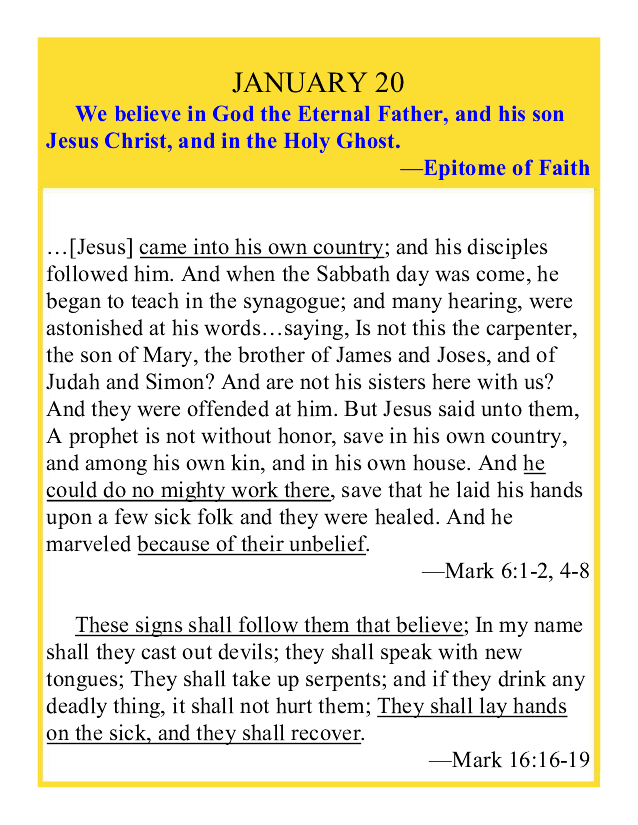 JANUARY 20
We believe in God the Eternal Father, and his son
Jesus Christ, and in the Holy Ghost.
—Epitome of Faith
…[Jesus] came into his own country; and his disciples
followed him. And when the Sabbath day was come, he
began to teach in the synagogue; and many hearing, were
astonished at his words…saying, Is not this the carpenter,
the son of Mary, the brother of James and Joses, and of
Judah and Simon? And are not his sisters here with us?
And they were offended at him. But Jesus said unto them,
A prophet is not without honor, save in his own country,
and among his own kin, and in his own house. And he
could do no mighty work there, save that he laid his hands
upon a few sick folk and they were healed. And he
marveled because of their unbelief.
—Mark 6:1-2, 4-8
These signs shall follow them that believe; In my name
shall they cast out devils; they shall speak with new
tongues; They shall take up serpents; and if they drink any
deadly thing, it shall not hurt them; They shall lay hands
on the sick, and they shall recover.
—Mark 16:16-19